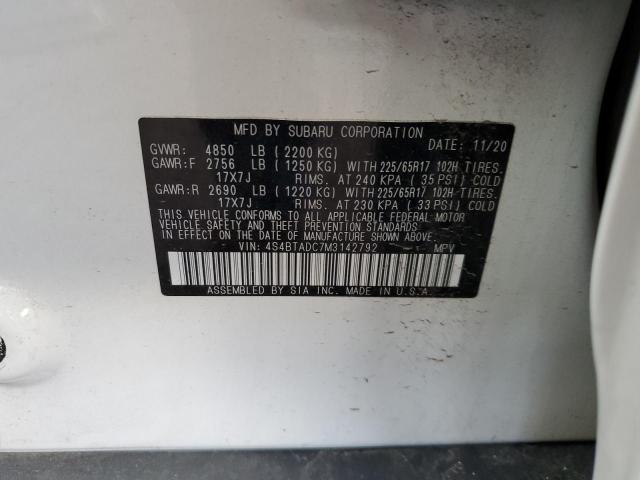 MFD BY SUBARU CORPORATION
DATE: 11/20
GVWR: 4850 LB (2200 KG)
GAWR:F 2756 LB (1250 KG) WITH 225/65R17 102H TIRES.
17X7J RIMS. AT 240 KPA (35 PSI) COLD
GAWR:R 2690 LB (1220 KG) WITH 225/65R17 102H TIRES.
17X7J RIMS. AT 230 KPA (33 PSI) COLD
THIS VEHICLE CONFORMS TO ALL APPLICABLE FEDERAL MOTOR
VEHICLE SAFETY, BUMPER, AND THEFT PREVENTION STANDARDS
IN EFFECT ON THE DATE OF MANUFACTURE SHOWN ABOVE.
VIN: 4S4BTADC7M3142792 MPV
ASSEMBLED BY SIA INC. MADE IN U.S.A.